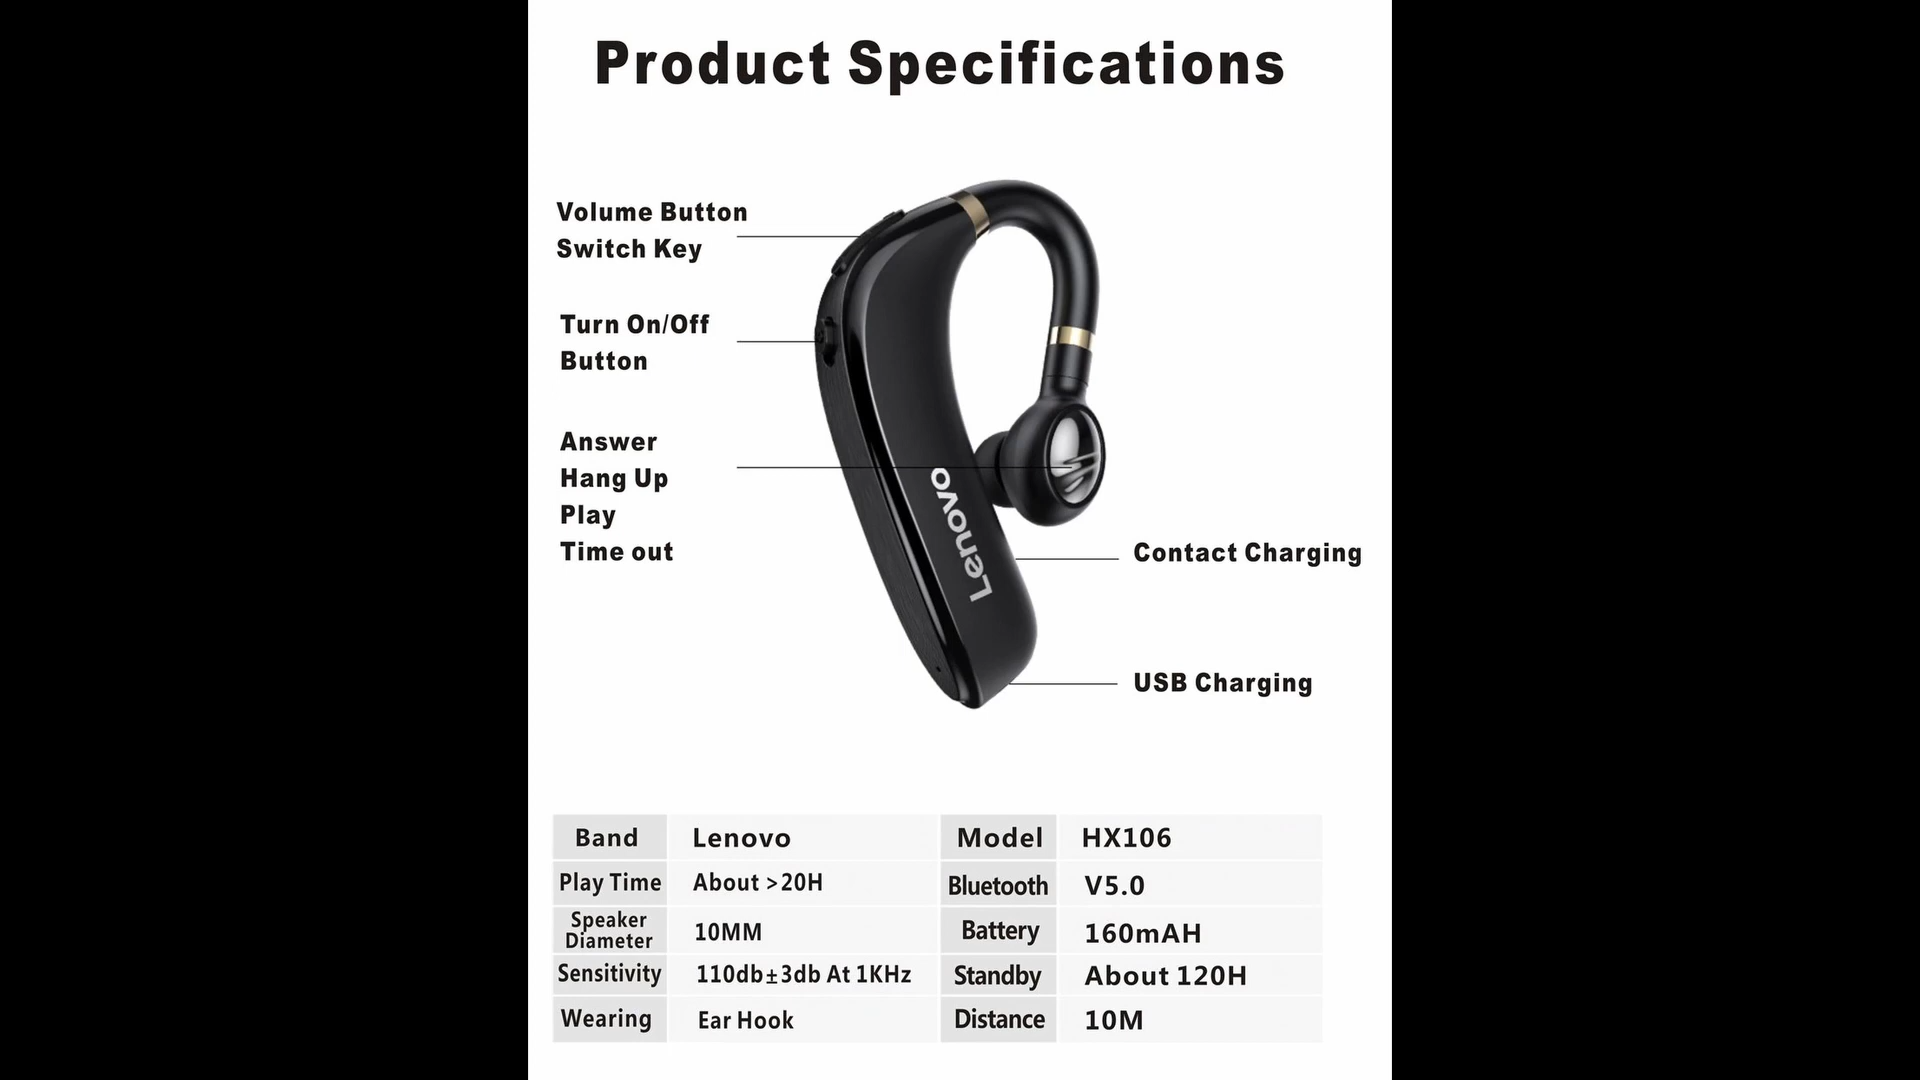 Product Specifications
Volume Button
Switch Key
Turn On/Off
Button
Answer
Hang Up
Play
Time out
Lenovo
Contact Charging
USB Charging
Band Lenovo Model HX106
Play Time About >20H Bluetooth V5.0
Speaker
Diameter 10MM Battery 160mAH
Sensitivity 110db±3db At 1KHz Standby About 120H
Wearing Ear Hook Distance 10M